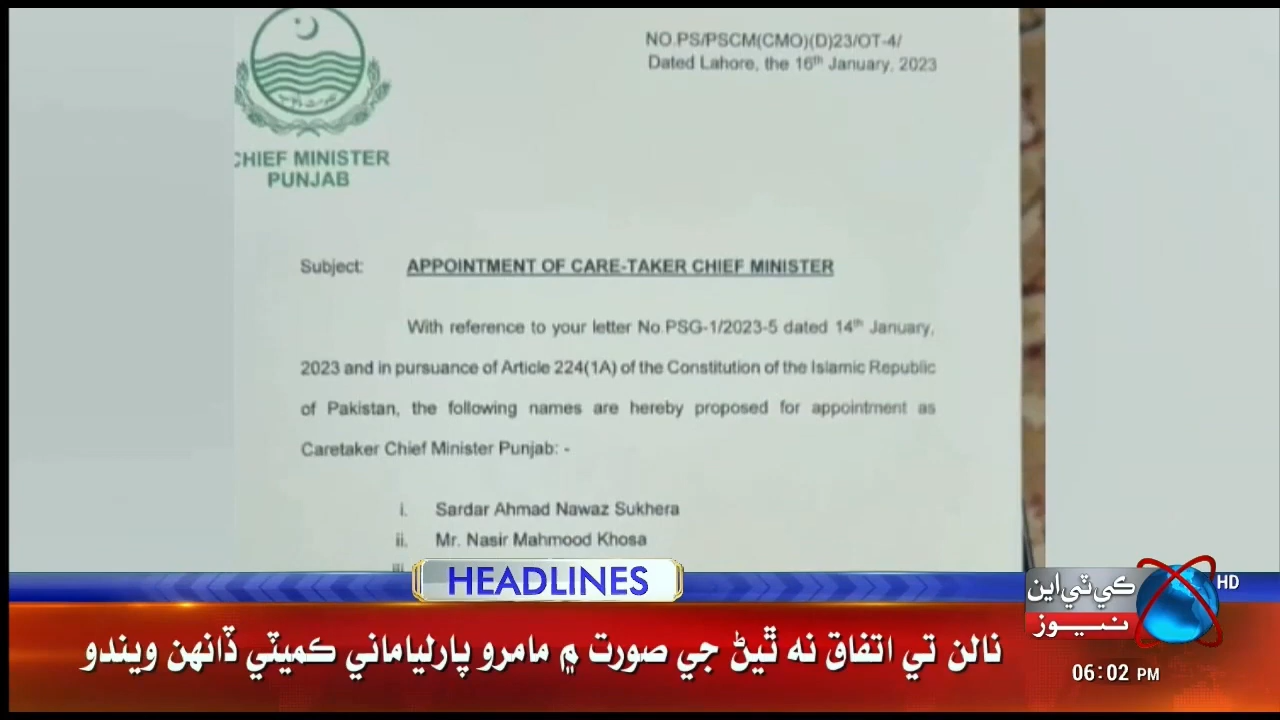 NO.PS/PSCM(CMO)(D)23/OT-4/
Dated Lahore, the 16th January, 2023
CHIEF MINISTER
PUNJAB
Subject: APPOINTMENT OF CARE-TAKER CHIEF MINISTER
With reference to your letter No.PSG-1/2023-5 dated 14th January,
2023 and in pursuance of Article 224(1A) of the Constitution of the Islamic Republic
of Pakistan, the following names are hereby proposed for appointment as
Caretaker Chief Minister Punjab: -
i. Sardar Ahmad Nawaz Sukhera
ii. Mr. Nasir Mahmood Khosa
iii.
HEADLINES
ڪي ٽي اين
نيوز
HD
نالن تي اتفاق نه ٿيڻ جي صورت ۾ مامرو پارلياماني ڪميٽي ڏانهن ويندو
06:02 PM